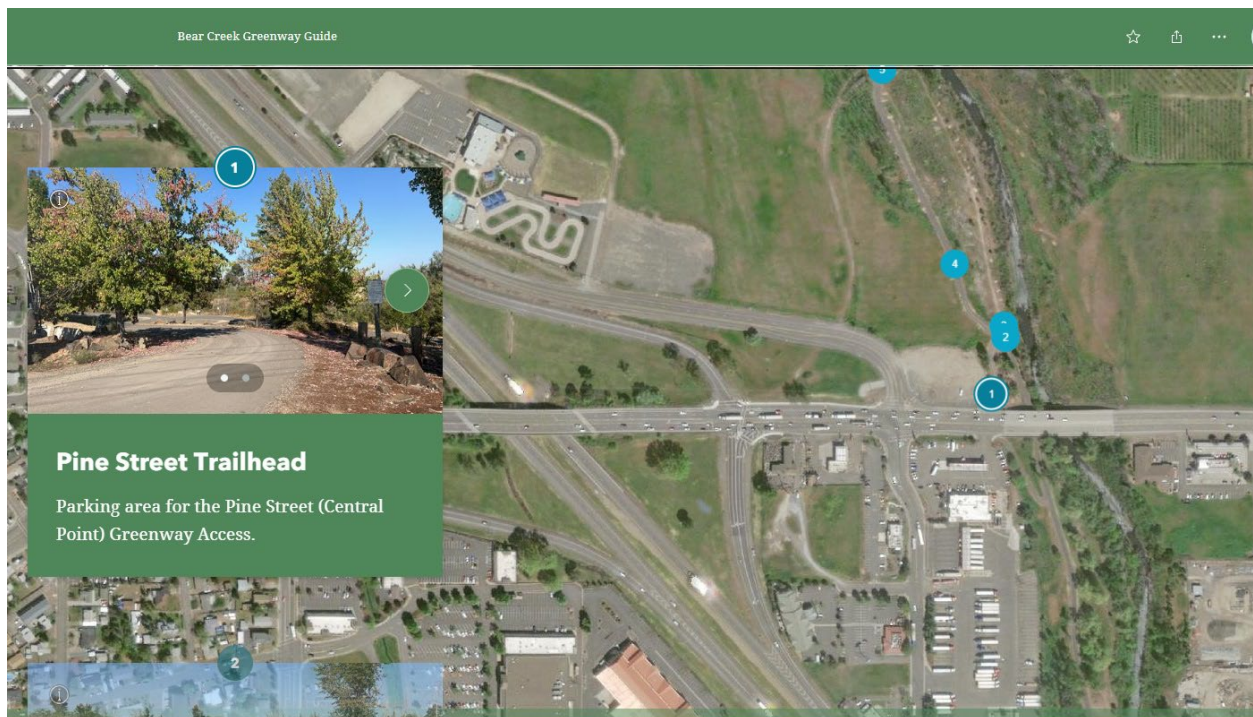 Bear Creek Greenway Guide
5
1
4
2
1
Pine Street Trailhead
Parking area for the Pine Street (Central
Point) Greenway Access.
2